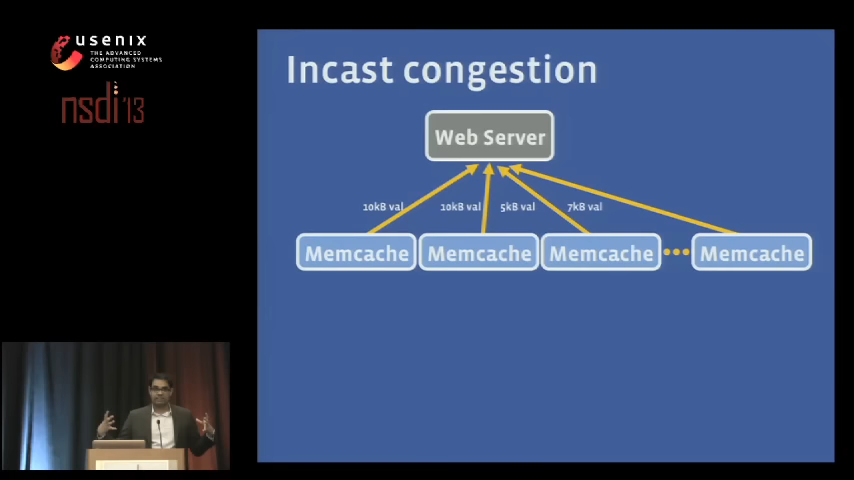 usenix
THE ADVANCED
COMPUTING SYSTEMS
ASSOCIATION
nsdi '13
Incast congestion
Web Server
10kB val
10kB val
5kB val
7kB val
Memcache
Memcache
Memcache
Memcache